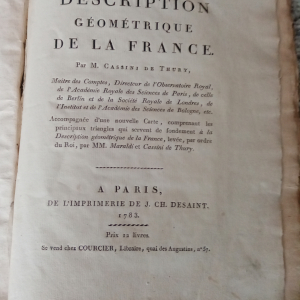 DESCRIPTION
GÉOMÉTRIQUE
DE LA FRANCE.
Par M. CASSINI DE THURY,
Maître des Comptes, Directeur de l'Observatoire Royal,
de l'Académie Royale des Sciences de Paris, de celle
de Berlin et de la Société Royale de Londres, de
l'Institut et de l'Académie des Sciences de Bologne, etc.
Accompagnée d'une nouvelle Carte, comprenant les
principaux triangles qui servent de fondement à la
Description géométrique de la France, levée, par ordre
du Roi, par MM. Maraldi et Cassini de Thury.
A PARIS,
DE L'IMPRIMERIE DE J. CH. DESAINT.
1783.
Prix 12 livres
Se vend chez COURCIER, Libraire, quai des Augustins, n° 57.